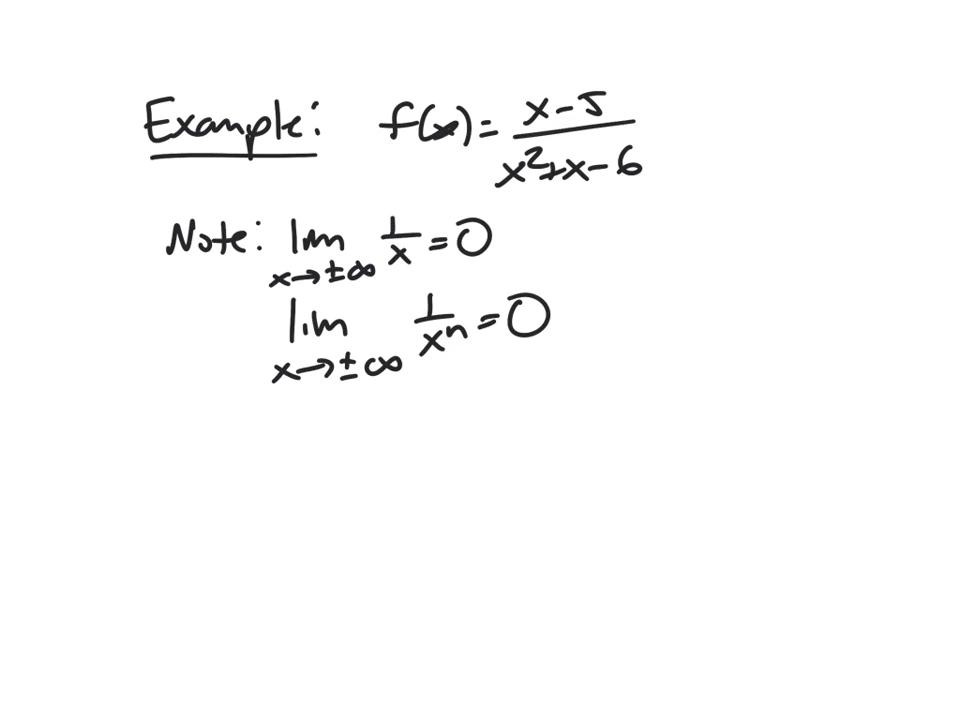 Example: f(x) = (x-5)/(x²+x-6)
Note: lim x→±∞ 1/x = 0
lim x→±∞ 1/xⁿ = 0